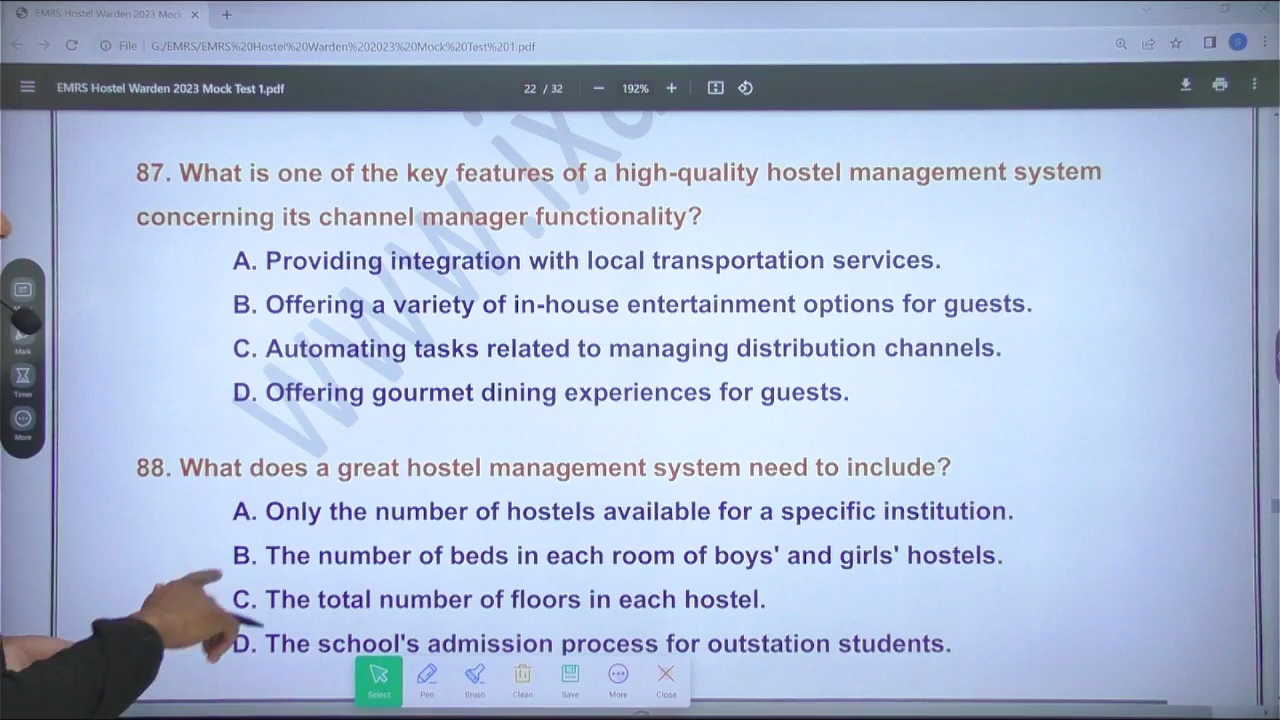 EMRS Hostel Warden 2023 Mock
File | G:/EMRS/EMRS%20Hostel%20Warden%202023%20Mock%20Test%201.pdf
S
EMRS Hostel Warden 2023 Mock Test 1.pdf
22 / 32
192%
www.ixa
87. What is one of the key features of a high-quality hostel management system
concerning its channel manager functionality?
A. Providing integration with local transportation services.
B. Offering a variety of in-house entertainment options for guests.
C. Automating tasks related to managing distribution channels.
D. Offering gourmet dining experiences for guests.
88. What does a great hostel management system need to include?
A. Only the number of hostels available for a specific institution.
B. The number of beds in each room of boys' and girls' hostels.
C. The total number of floors in each hostel.
D. The school's admission process for outstation students.
Mark
Timer
More
Select Pen Brush Clean Save More Close